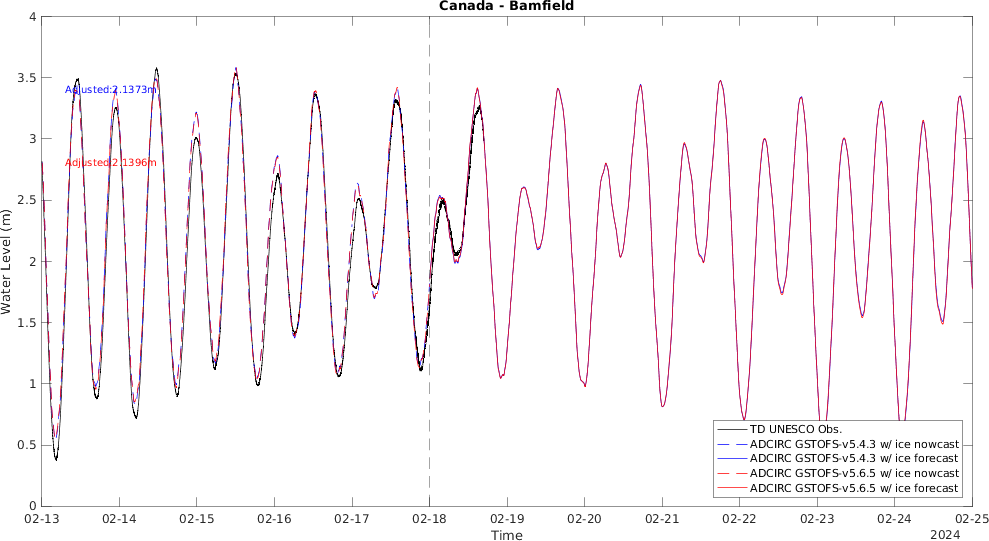 Canada - Bamfield
4
3.5
3
2.5
2
1.5
1
0.5
0
Water Level (m)
Adjusted:2.1373m
Adjusted:2.1396m
TD UNESCO Obs.
ADCIRC GSTOFS-v5.4.3 w/ ice nowcast
ADCIRC GSTOFS-v5.4.3 w/ ice forecast
ADCIRC GSTOFS-v5.6.5 w/ ice nowcast
ADCIRC GSTOFS-v5.6.5 w/ ice forecast
02-13 02-14 02-15 02-16 02-17 02-18 02-19 02-20 02-21 02-22 02-23 02-24 02-25
Time
2024